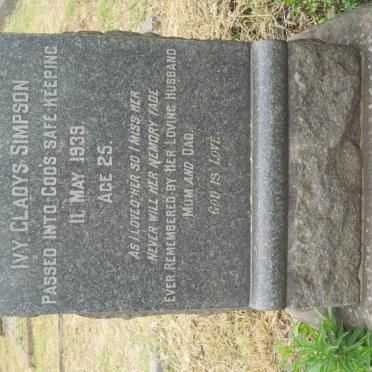 IVY GLADYS SIMPSON
PASSED INTO GOD'S SAFE-KEEPING
11. MAY 1939
AGE 25.
AS I LOVED HER SO I MISS HER
NEVER WILL HER MEMORY FADE
EVER REMEMBERED BY HER LOVING HUSBAND
MUM AND DAD.
GOD IS LOVE.